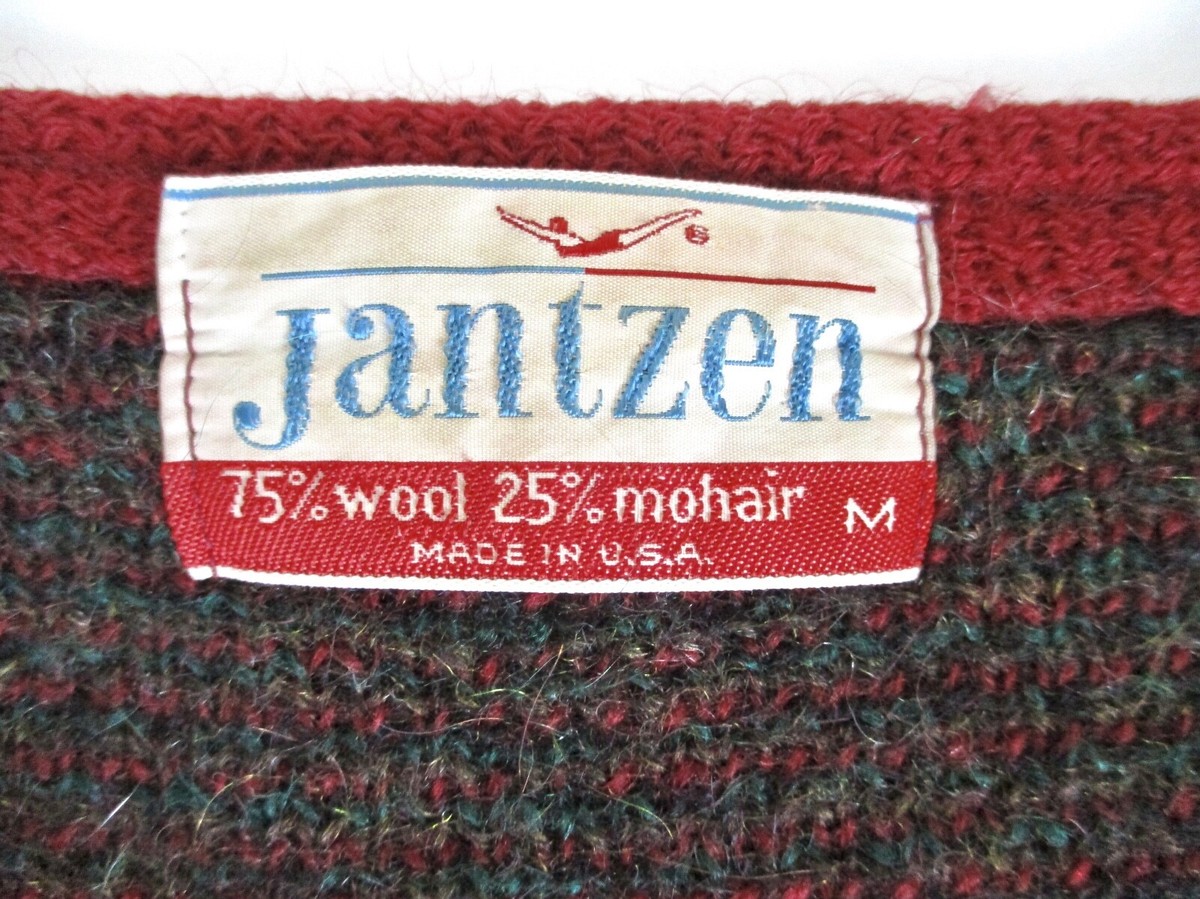 Jantzen
75% wool 25% mohair M
MADE IN U.S.A.